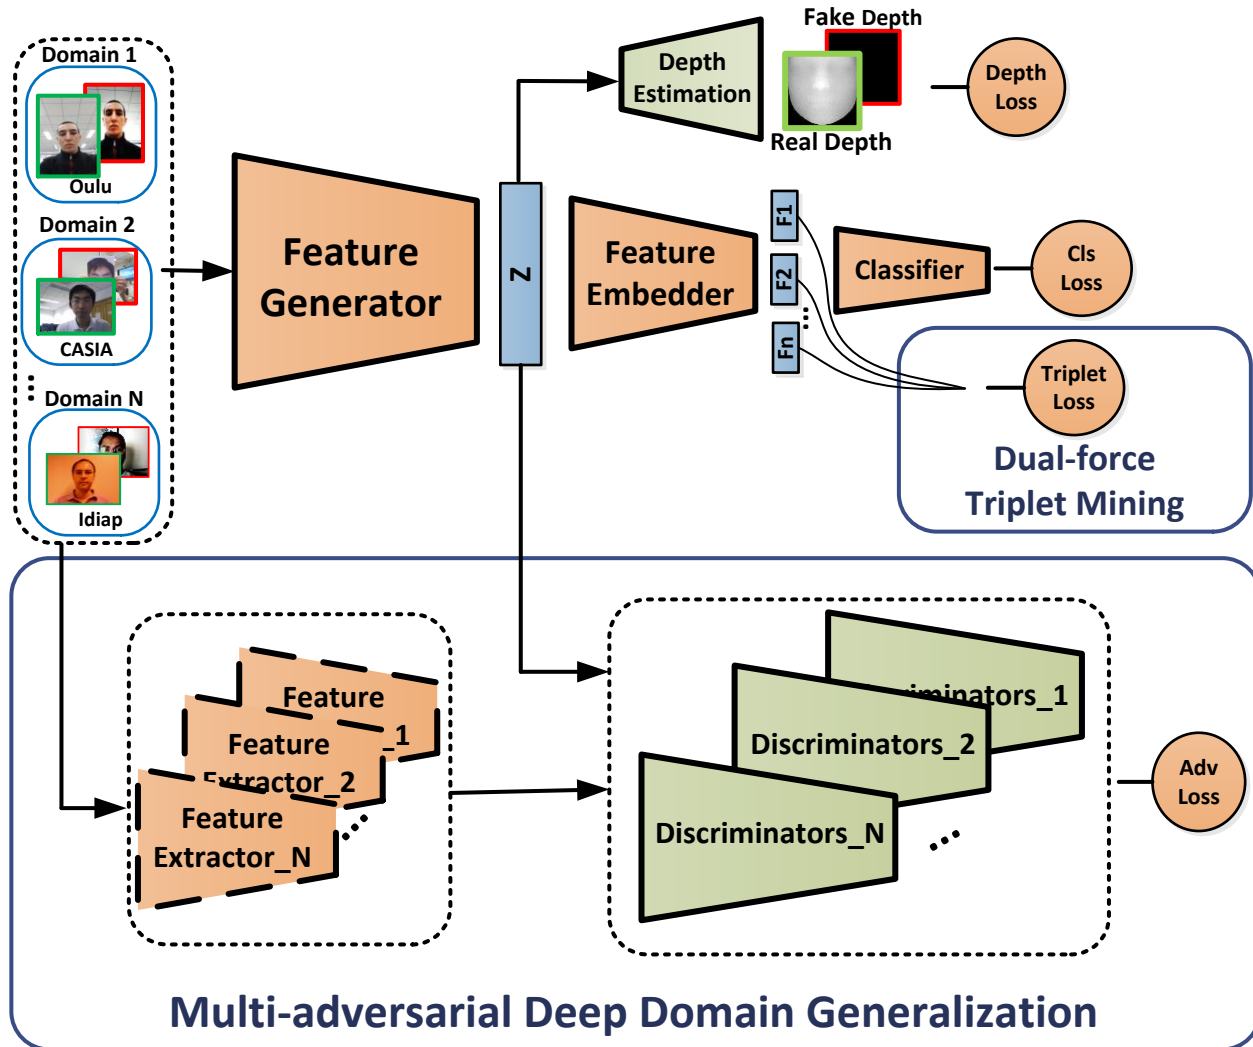 Domain 1
Oulu
Domain 2
CASIA
Domain N
Idiap
Feature
Generator
Z
Depth
Estimation
Fake Depth
Real Depth
Depth
Loss
Feature
Embedder
F1
F2
Fn
Classifier
Cls
Loss
Triplet
Loss
Dual-force
Triplet Mining
Feature
_1
Feature
Extractor_2
Feature
Extractor_N
criminators_1
Discriminators_2
Discriminators_N
Adv
Loss
Multi-adversarial Deep Domain Generalization